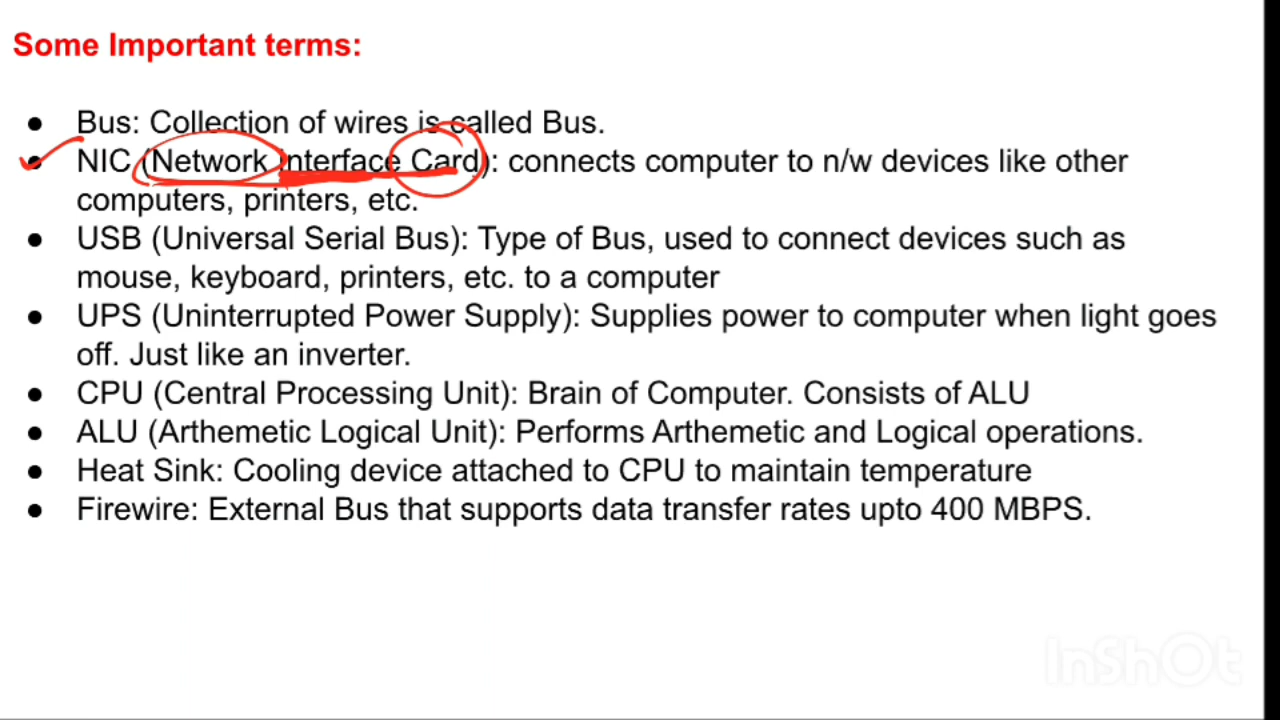 Some Important terms:
● Bus: Collection of wires is called Bus.
● NIC (Network Interface Card): connects computer to n/w devices like other
computers, printers, etc.
● USB (Universal Serial Bus): Type of Bus, used to connect devices such as
mouse, keyboard, printers, etc. to a computer
● UPS (Uninterrupted Power Supply): Supplies power to computer when light goes
off. Just like an inverter.
● CPU (Central Processing Unit): Brain of Computer. Consists of ALU
● ALU (Arthemetic Logical Unit): Performs Arthemetic and Logical operations.
● Heat Sink: Cooling device attached to CPU to maintain temperature
● Firewire: External Bus that supports data transfer rates upto 400 MBPS.
InShOt